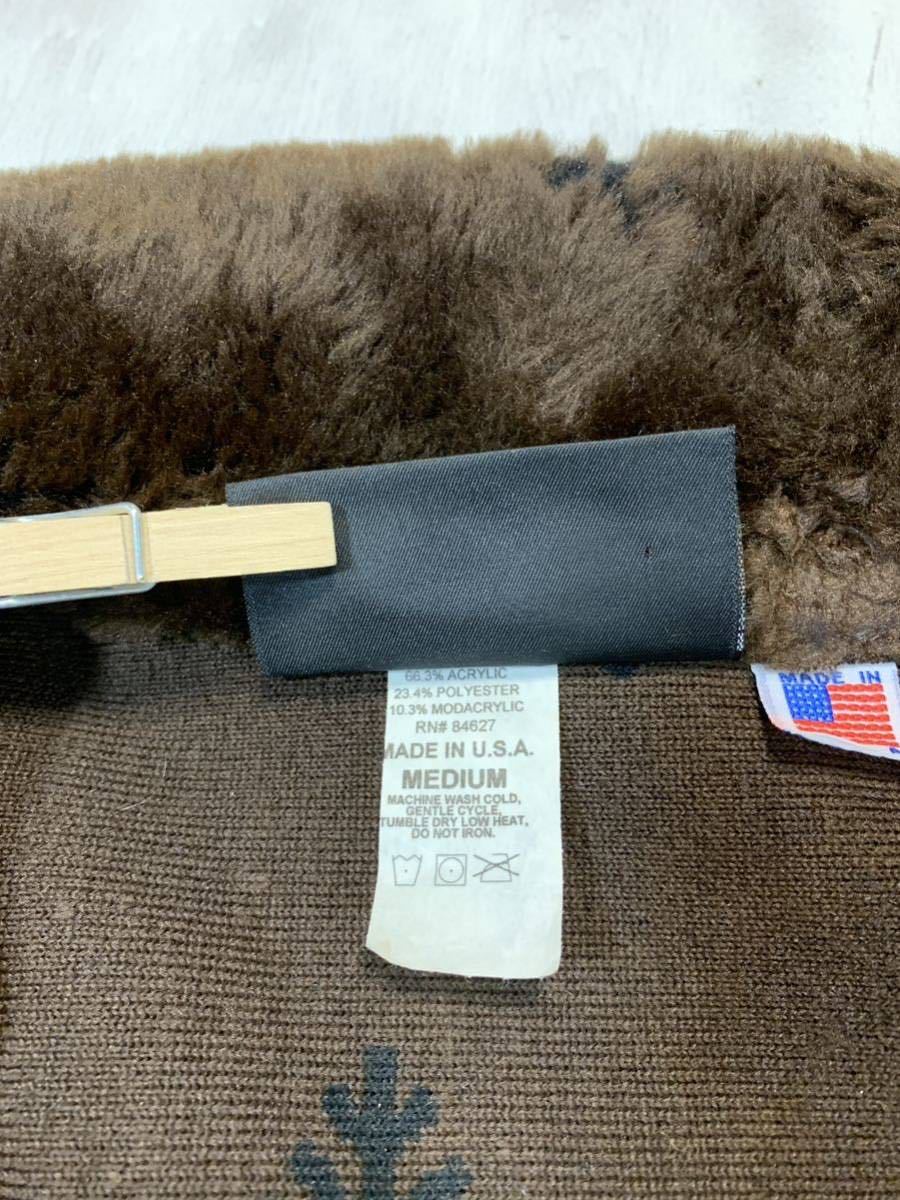 66.3% ACRYLIC
23.4% POLYESTER
10.3% MODACRYLIC
RN# 84627
MADE IN U.S.A.
MEDIUM
MACHINE WASH COLD,
GENTLE CYCLE,
TUMBLE DRY LOW HEAT,
DO NOT IRON.
MADE IN